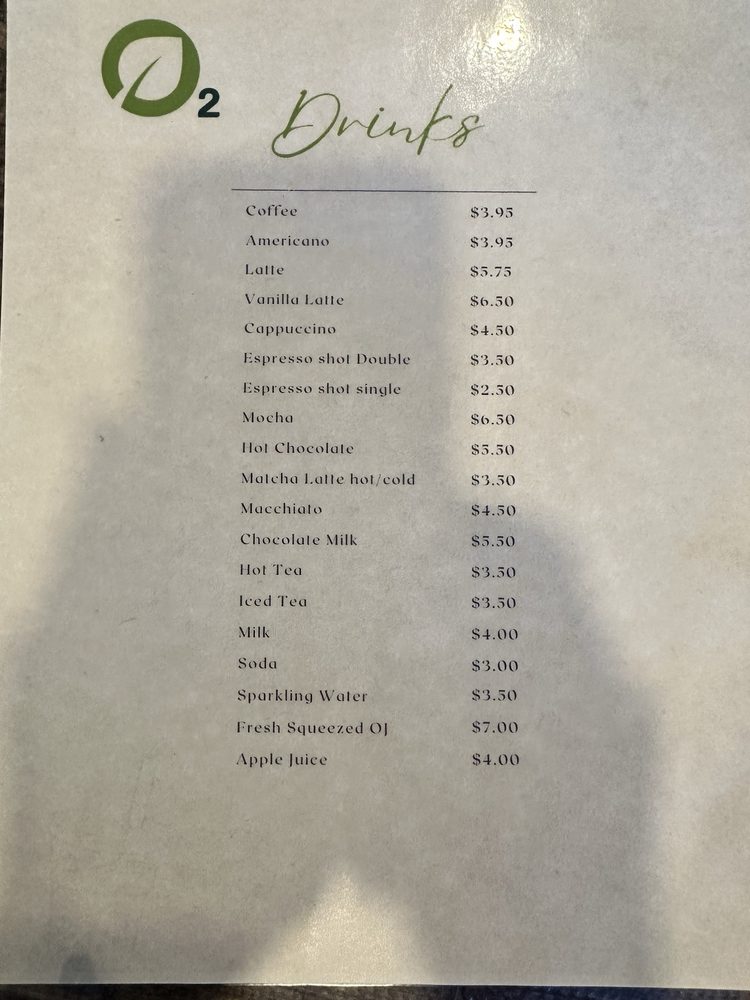 O2
Drinks
Coffee $3.95
Americano $3.95
Latte $5.75
Vanilla Latte $6.50
Cappuccino $4.50
Espresso shot Double $3.50
Espresso shot single $2.50
Mocha $6.50
Hot Chocolate $5.50
Matcha Latte hot/cold $3.50
Macchiato $4.50
Chocolate Milk $5.50
Hot Tea $3.50
Iced Tea $3.50
Milk $4.00
Soda $3.00
Sparkling Water $3.50
Fresh Squeezed OJ $7.00
Apple Juice $4.00